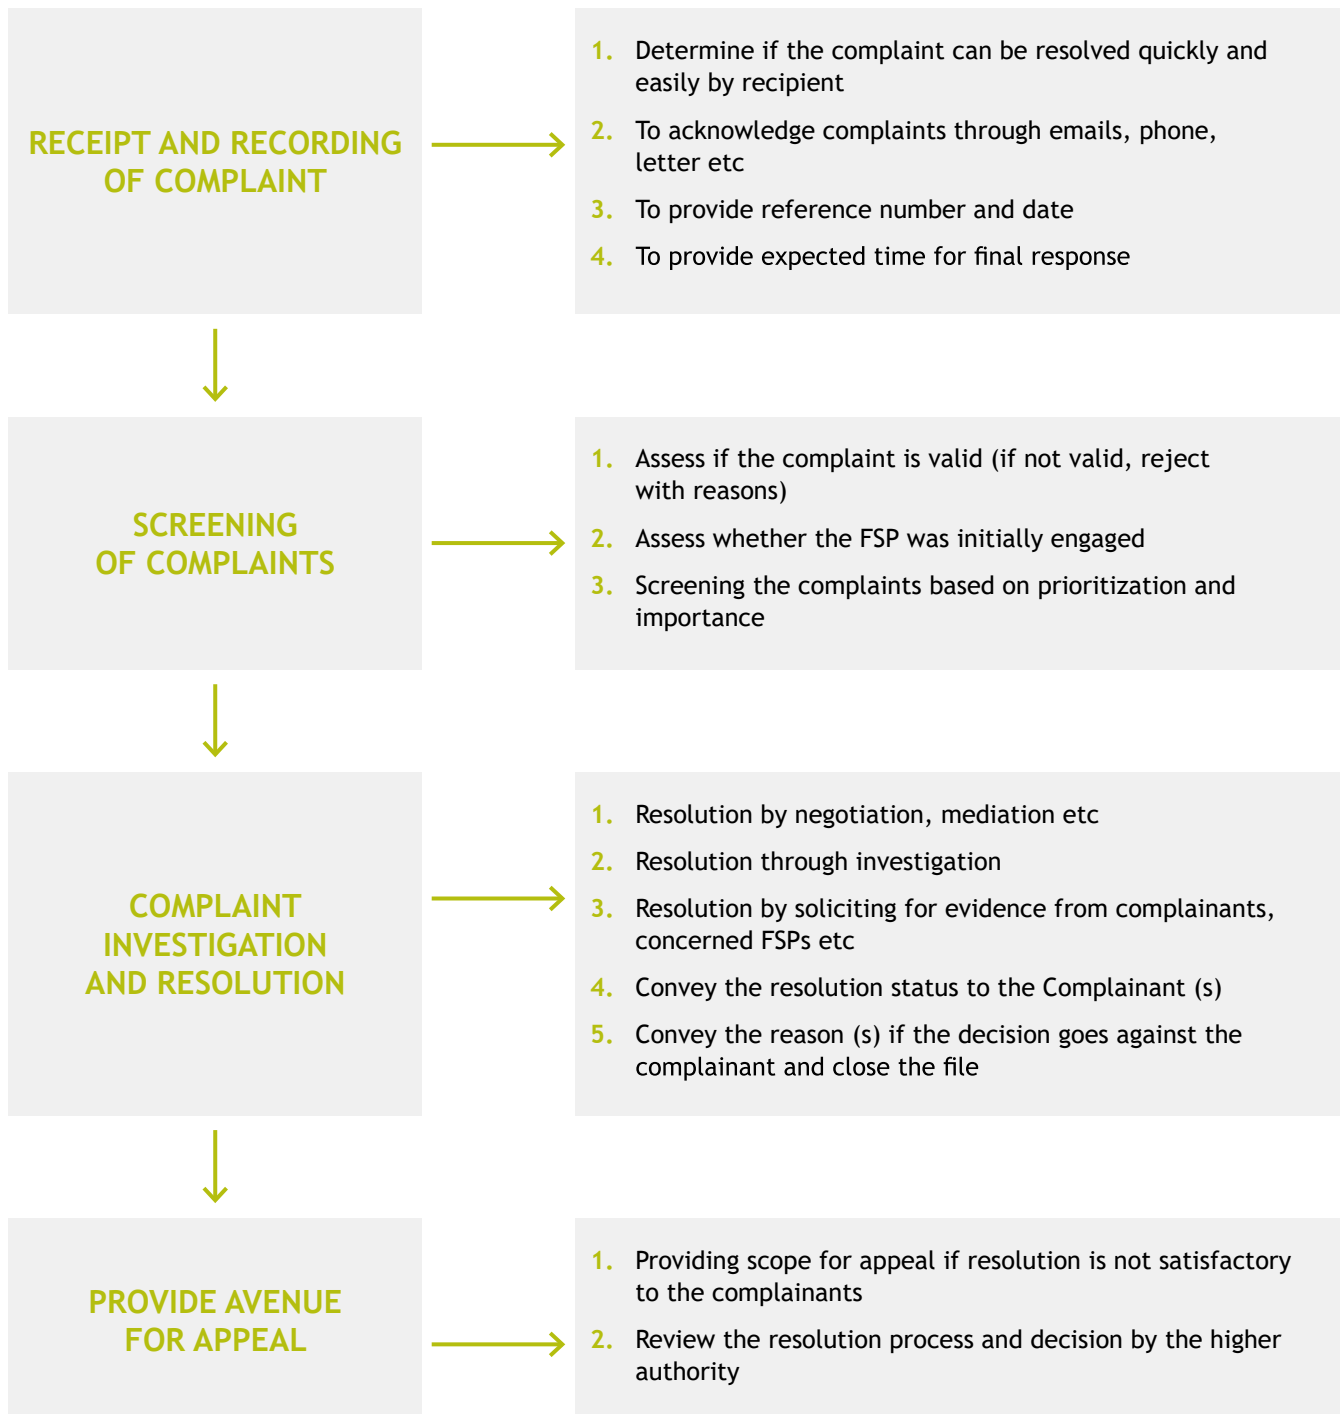 RECEIPT AND RECORDING
OF COMPLAINT
1. Determine if the complaint can be resolved quickly and
easily by recipient
2. To acknowledge complaints through emails, phone,
letter etc
3. To provide reference number and date
4. To provide expected time for final response
SCREENING
OF COMPLAINTS
1. Assess if the complaint is valid (if not valid, reject
with reasons)
2. Assess whether the FSP was initially engaged
3. Screening the complaints based on prioritization and
importance
COMPLAINT
INVESTIGATION
AND RESOLUTION
1. Resolution by negotiation, mediation etc
2. Resolution through investigation
3. Resolution by soliciting for evidence from complainants,
concerned FSPs etc
4. Convey the resolution status to the Complainant (s)
5. Convey the reason (s) if the decision goes against the
complainant and close the file
PROVIDE AVENUE
FOR APPEAL
1. Providing scope for appeal if resolution is not satisfactory
to the complainants
2. Review the resolution process and decision by the higher
authority